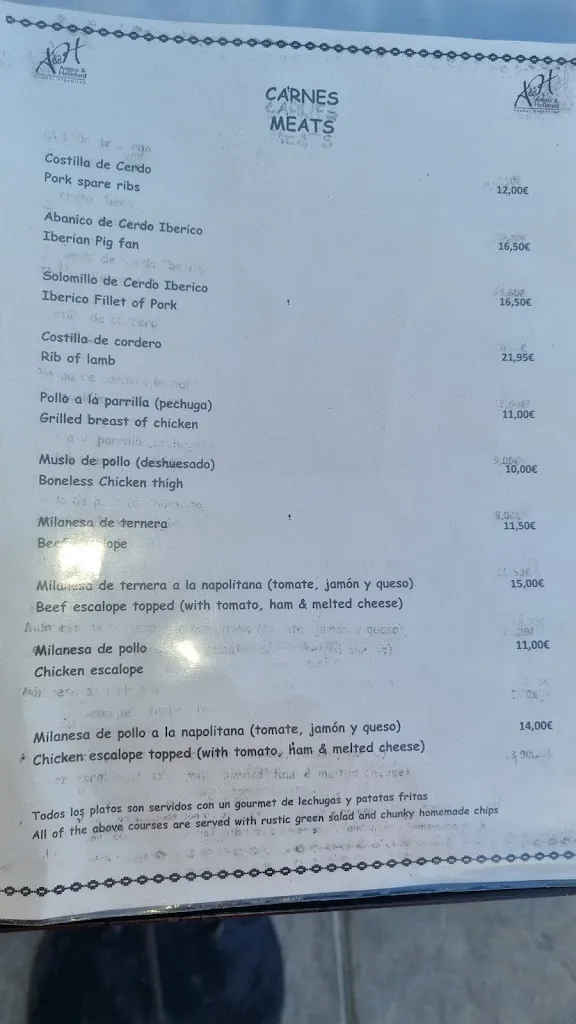 A&H
Angus & Hereford
A&H
Angus & Hereford
CARNES
MEATS
Costilla de Cerdo
Pork spare ribs
12,00€
Abanico de Cerdo Iberico
Iberian Pig fan
16,50€
Solomillo de Cerdo Iberico
Iberico Fillet of Pork
16,50€
Costilla de cordero
Rib of lamb
21,95€
Pollo a la parrilla (pechuga)
Grilled breast of chicken
11,00€
Muslo de pollo (deshuesado)
Boneless Chicken thigh
10,00€
Milanesa de ternera
11,50€
Milanesa de ternera a la napolitana (tomate, jamón y queso)
Beef escalope topped (with tomato, ham & melted cheese)
15,00€
Milanesa de pollo
Chicken escalope
11,00€
Milanesa de pollo a la napolitana (tomate, jamón y queso)
Chicken escalope topped (with tomato, ham & melted cheese)
14,00€
Todos los platos son servidos con un gourmet de lechugas y patatas fritas
All of the above courses are served with rustic green salad and chunky homemade chips